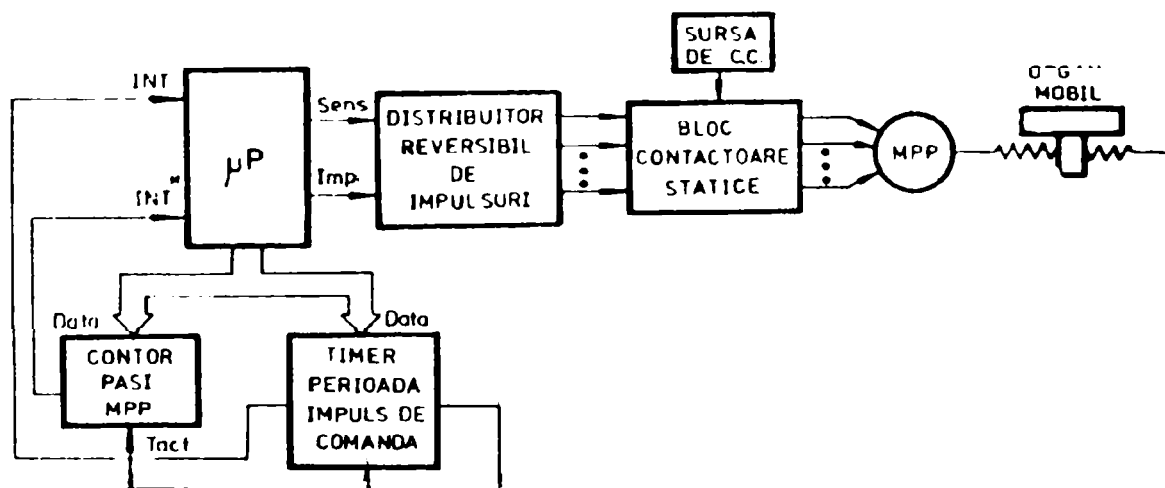 SURSA
DE C.C.
MOBIL
INT
Sens
DISTRIBUITOR
REVERSIBIL
DE
IMPULSURI
BLOC
CONTACTOARE
STATICE
MPP
μP
Imp.
INT*
Data
Data
CONTOR
PASI
MPP
TIMER
PERIOADA
IMPULS DE
COMANDA
Tact